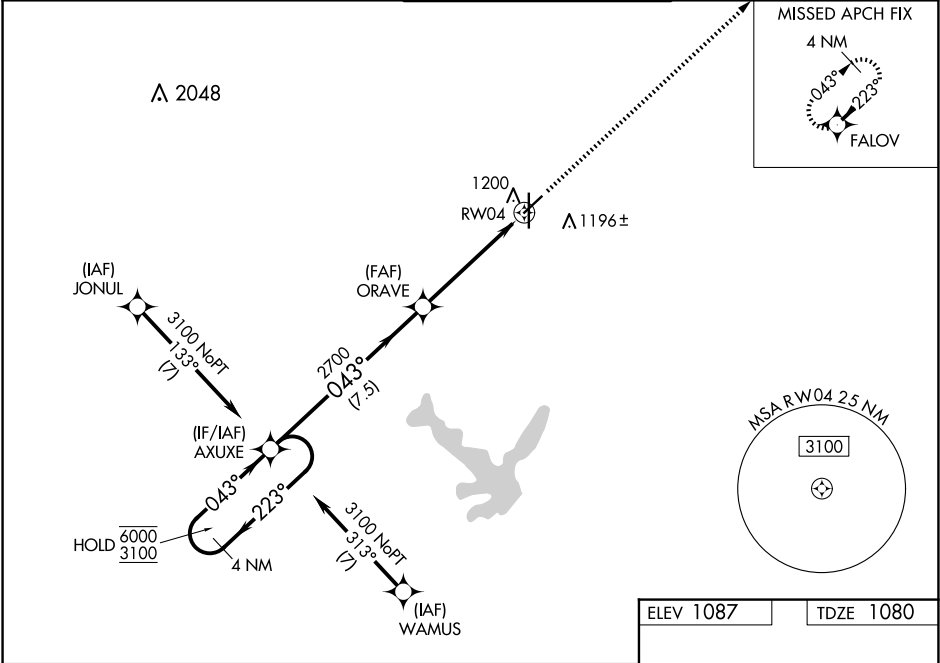 MISSED APCH FIX
4 NM
043°
223°
FALOV
2048
1200
RW04
1196±
(IAF)
JONUL
(FAF)
ORAVE
3100 NoPT
133°
(7)
2700
043°
(7.5)
(IF/IAF)
AXUXE
MSA RW04 25 NM
3100
043°
223°
HOLD 6000
3100
4 NM
3100 NoPT
313°
(7)
(IAF)
WAMUS
ELEV 1087
TDZE 1080